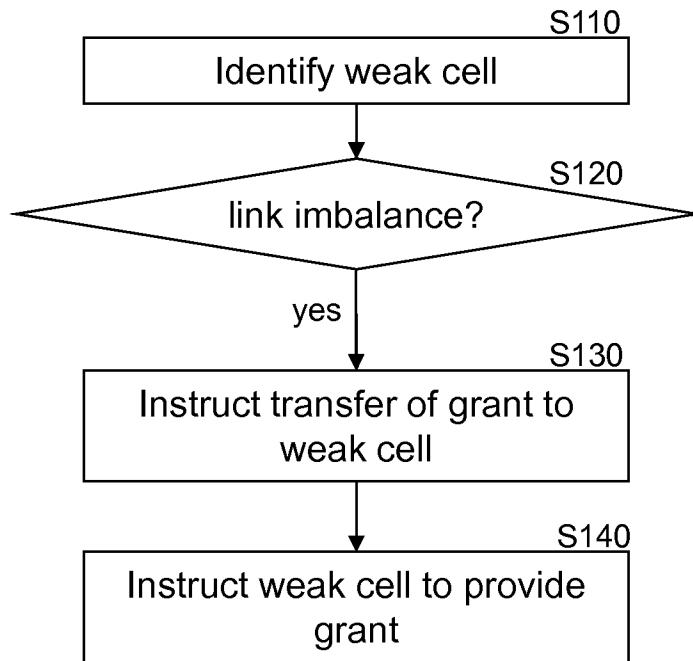 S110
Identify weak cell
S120
link imbalance?
yes
S130
Instruct transfer of grant to
weak cell
S140
Instruct weak cell to provide
grant